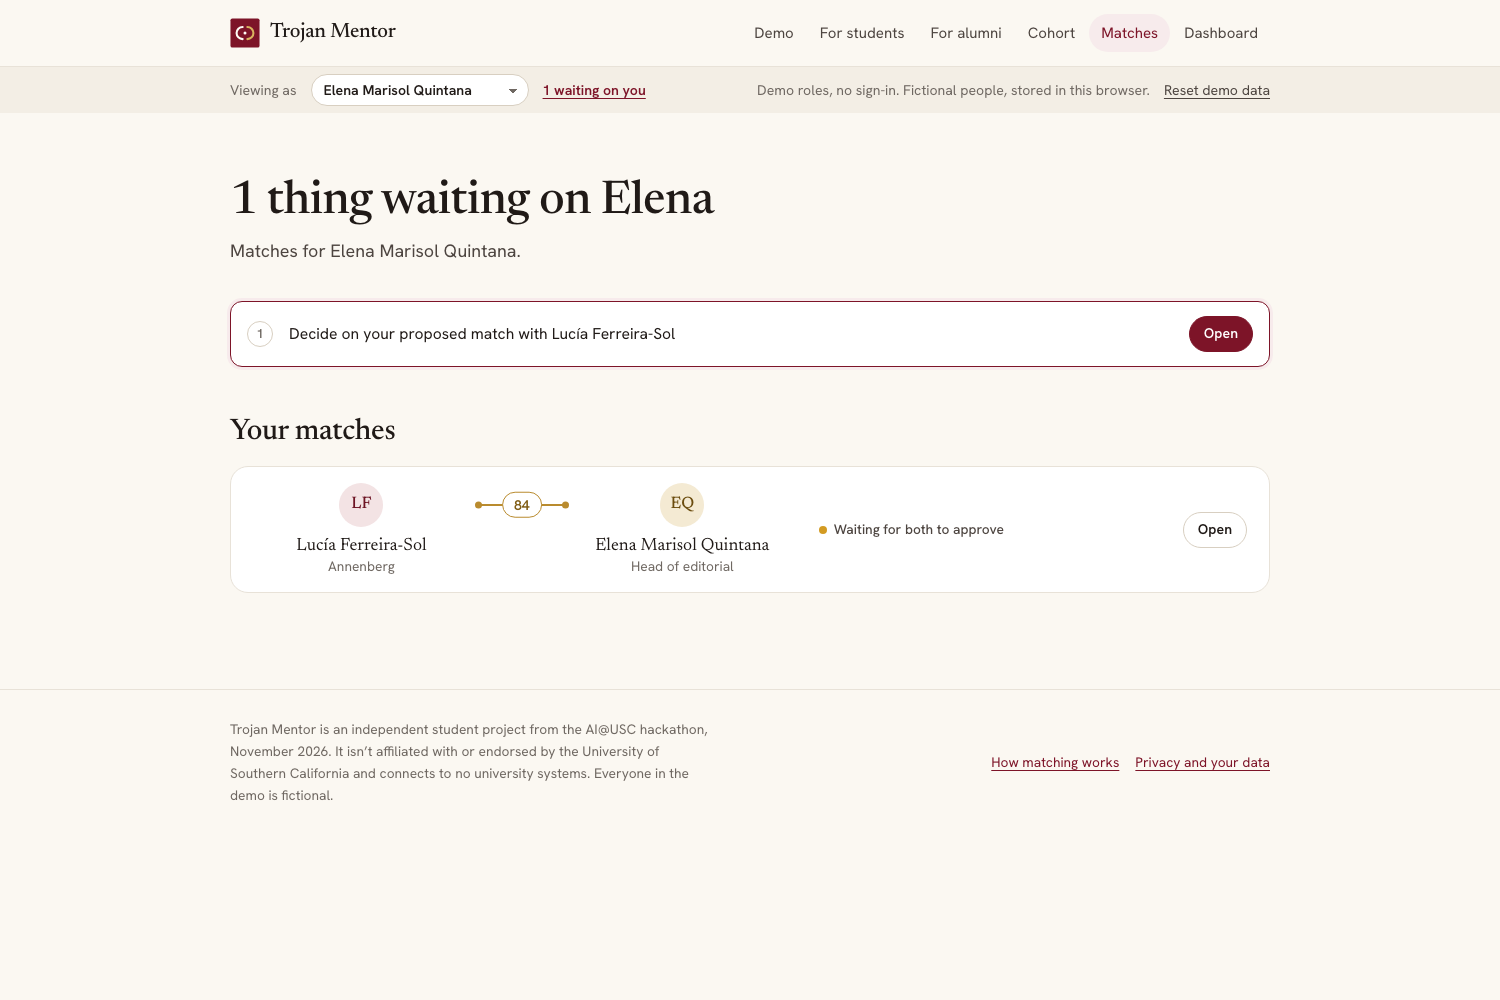 Trojan Mentor
Demo
For students
For alumni
Cohort
Matches
Dashboard
Viewing as
Elena Marisol Quintana
1 waiting on you
Demo roles, no sign-in. Fictional people, stored in this browser.
Reset demo data
1 thing waiting on Elena
Matches for Elena Marisol Quintana.
1
Decide on your proposed match with Lucía Ferreira-Sol
Open
Your matches
LF
Lucía Ferreira-Sol
Annenberg
84
EQ
Elena Marisol Quintana
Head of editorial
Waiting for both to approve
Open
Trojan Mentor is an independent student project from the AI@USC hackathon,
November 2026. It isn’t affiliated with or endorsed by the University of
Southern California and connects to no university systems. Everyone in the
demo is fictional.
How matching works
Privacy and your data